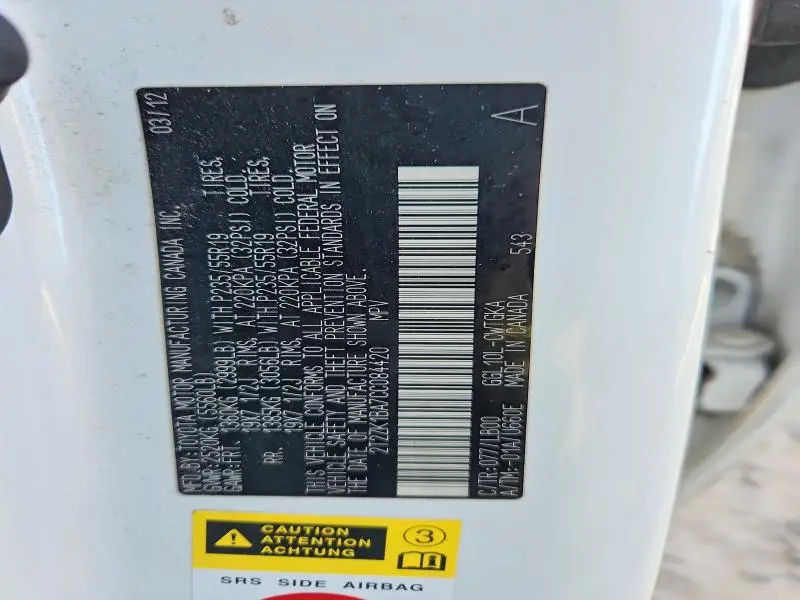 MFD.BY:TOYOTA MOTOR MANUFACTURING CANADA INC. 03/12
GVWR:2520KG (5560LB)
GAWR:FRT 1360KG (2999LB) WITH P235/55R19 TIRES,
19X7 1/2J RIMS, AT 220KPA (32PSI) COLD.
RR. 1385KG (3056LB) WITH P235/55R19 TIRES,
19X7 1/2J RIMS, AT 220KPA (32PSI) COLD.
THIS VEHICLE CONFORMS TO ALL APPLICABLE FEDERAL MOTOR
VEHICLE SAFETY AND THEFT PREVENTION STANDARDS IN EFFECT ON
THE DATE OF MANUFACTURE SHOWN ABOVE.
2T2ZK1BA7CC084420 MPV
C/TR:077/LB00 GGL10L-CWTGKA 543 A
A/TM:-01A/U660E MADE IN CANADA
CAUTION
ATTENTION
ACHTUNG
3
SRS SIDE AIRBAG